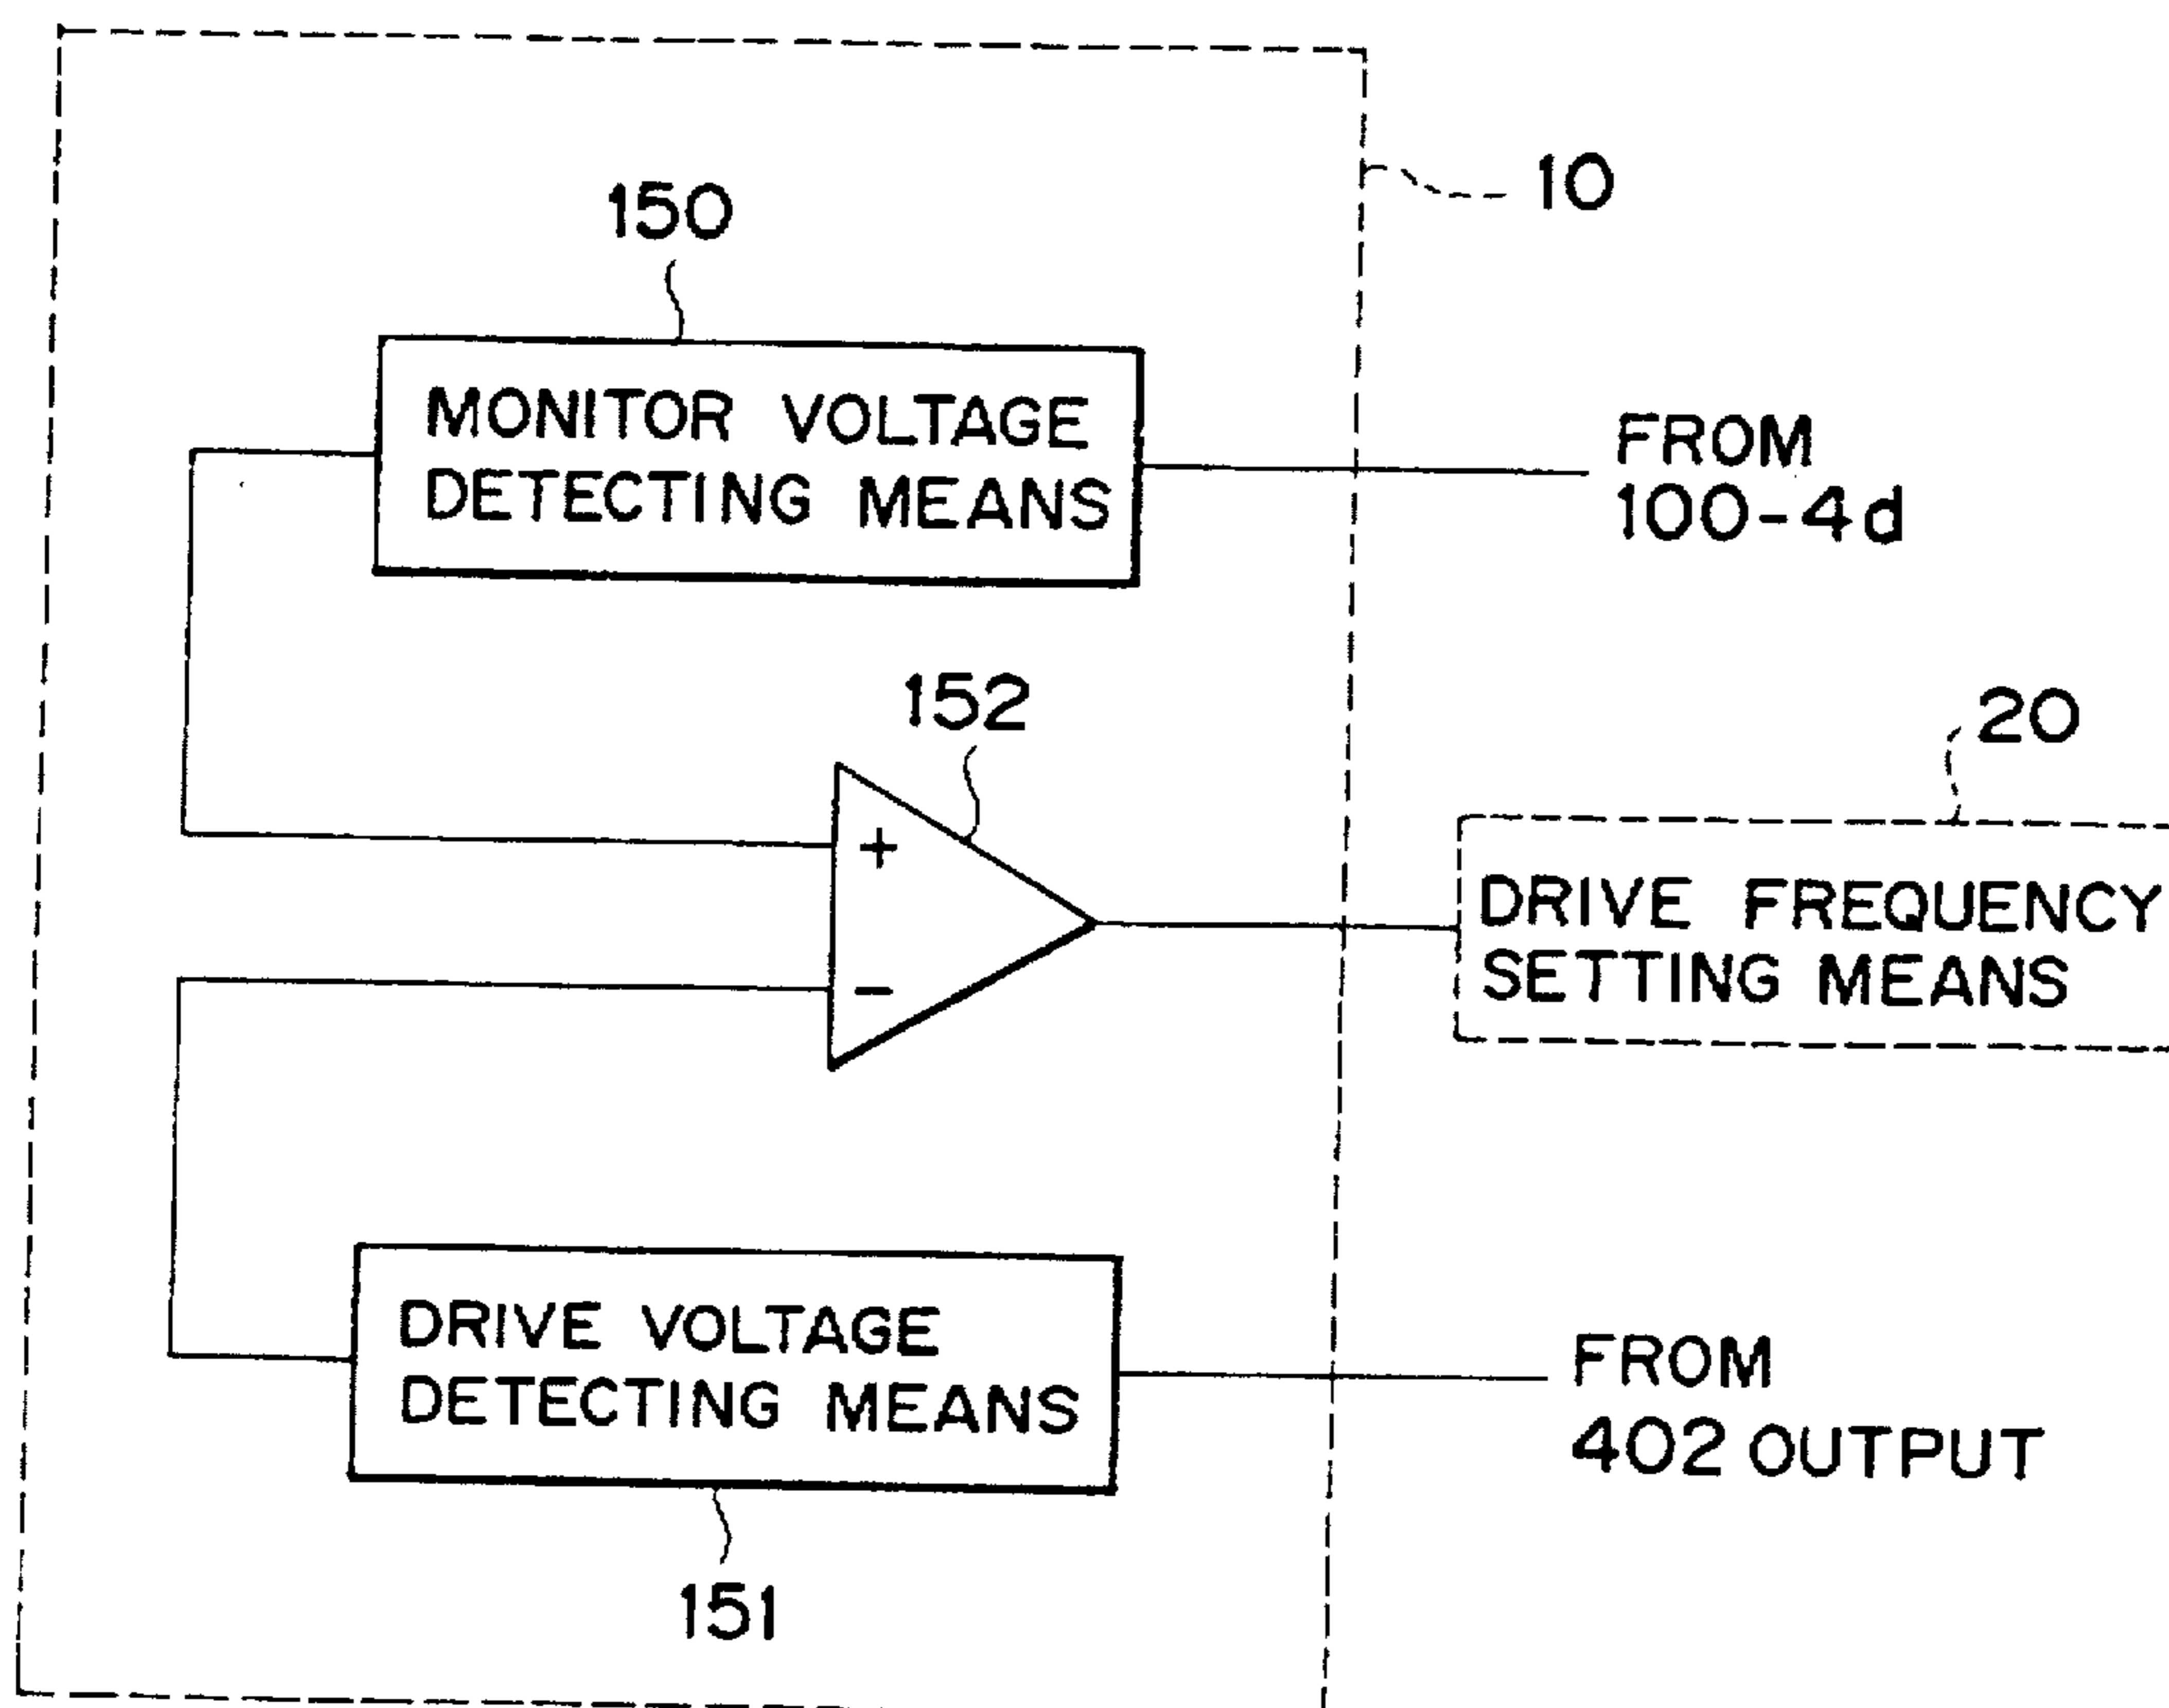 10
150
MONITOR VOLTAGE
DETECTING MEANS
FROM
100-4d
152
+
−
20
DRIVE FREQUENCY
SETTING MEANS
DRIVE VOLTAGE
DETECTING MEANS
FROM
402 OUTPUT
151